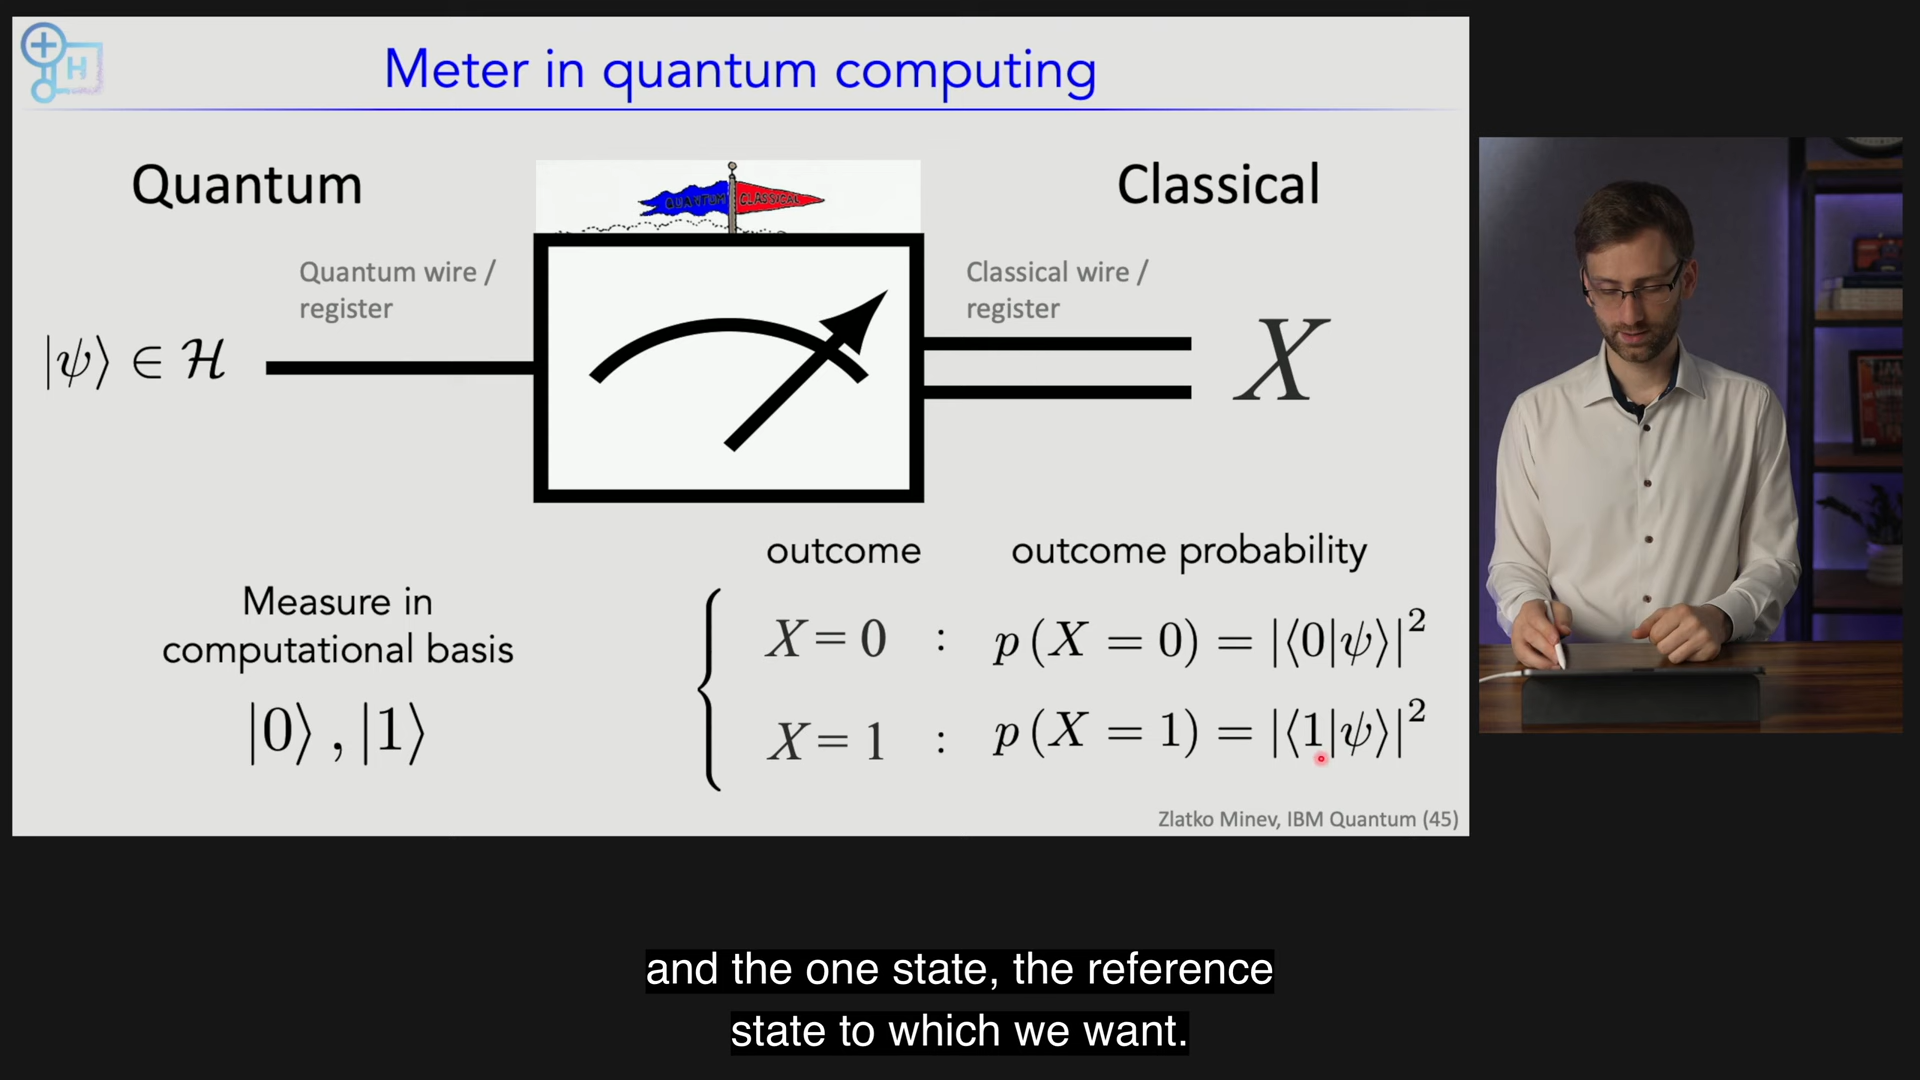 H
Meter in quantum computing
Quantum
QUANTUM CLASSICAL
Classical
Quantum wire /
register
Classical wire /
register
|ψ⟩ ∈ ℋ
X
outcome
outcome probability
Measure in
computational basis
|0⟩ , |1⟩
X = 0 : p (X = 0) = |⟨0|ψ⟩|²
X = 1 : p (X = 1) = |⟨1|ψ⟩|²
Zlatko Minev, IBM Quantum (45)
and the one state, the reference
state to which we want.